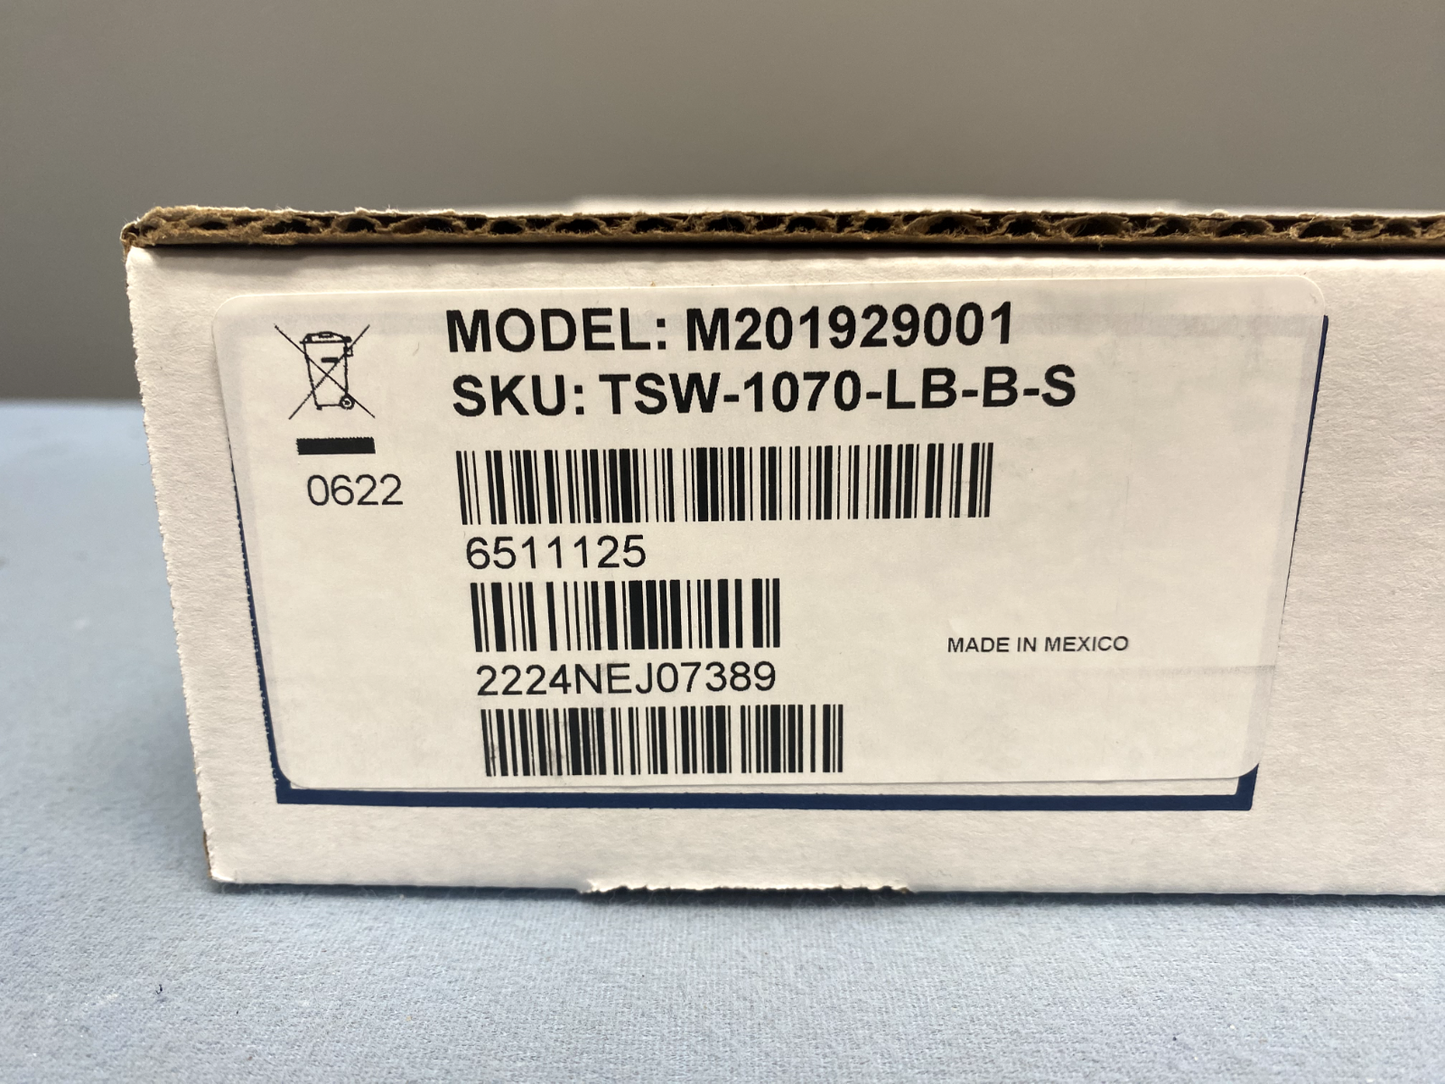 MODEL: M201929001
SKU: TSW-1070-LB-B-S
0622
6511125
2224NEJ07389
MADE IN MEXICO